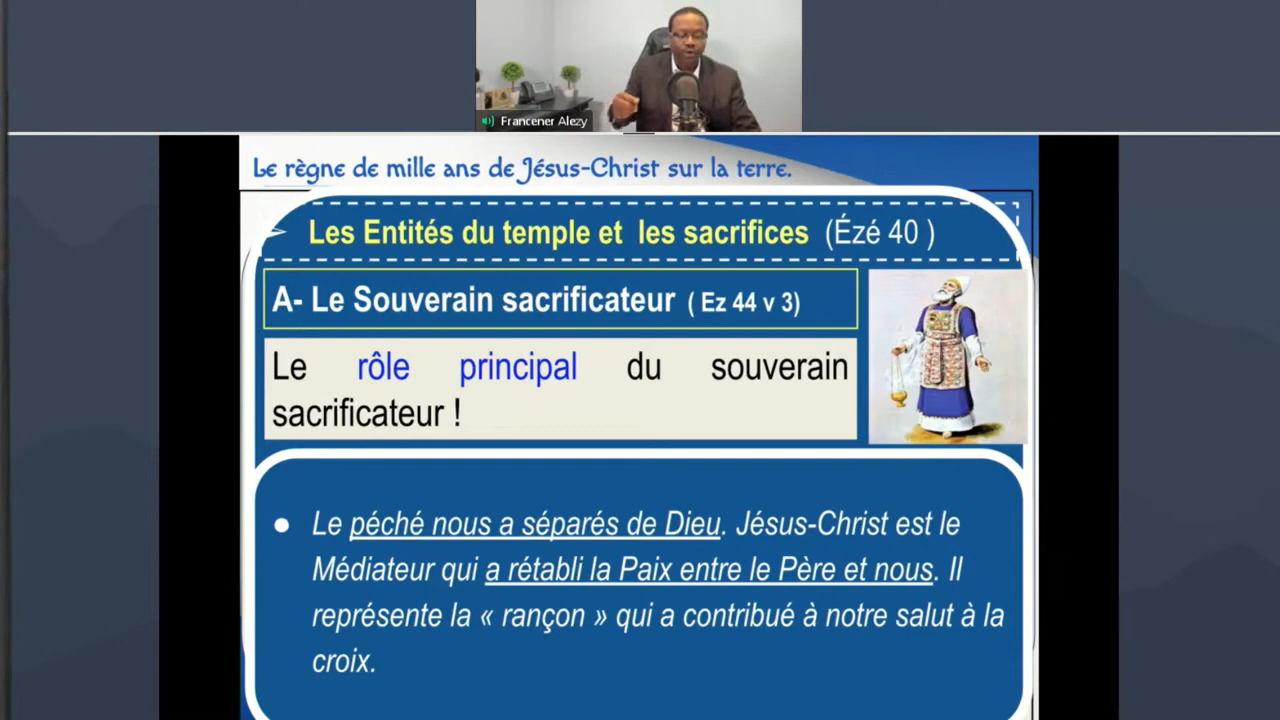 Francener Alezy
Le règne de mille ans de Jésus-Christ sur la terre.
Les Entités du temple et les sacrifices (Ézé 40 )
A- Le Souverain sacrificateur ( Ez 44 v 3)
Le rôle principal du souverain
sacrificateur !
● Le péché nous a séparés de Dieu. Jésus-Christ est le
Médiateur qui a rétabli la Paix entre le Père et nous. Il
représente la « rançon » qui a contribué à notre salut à la
croix.